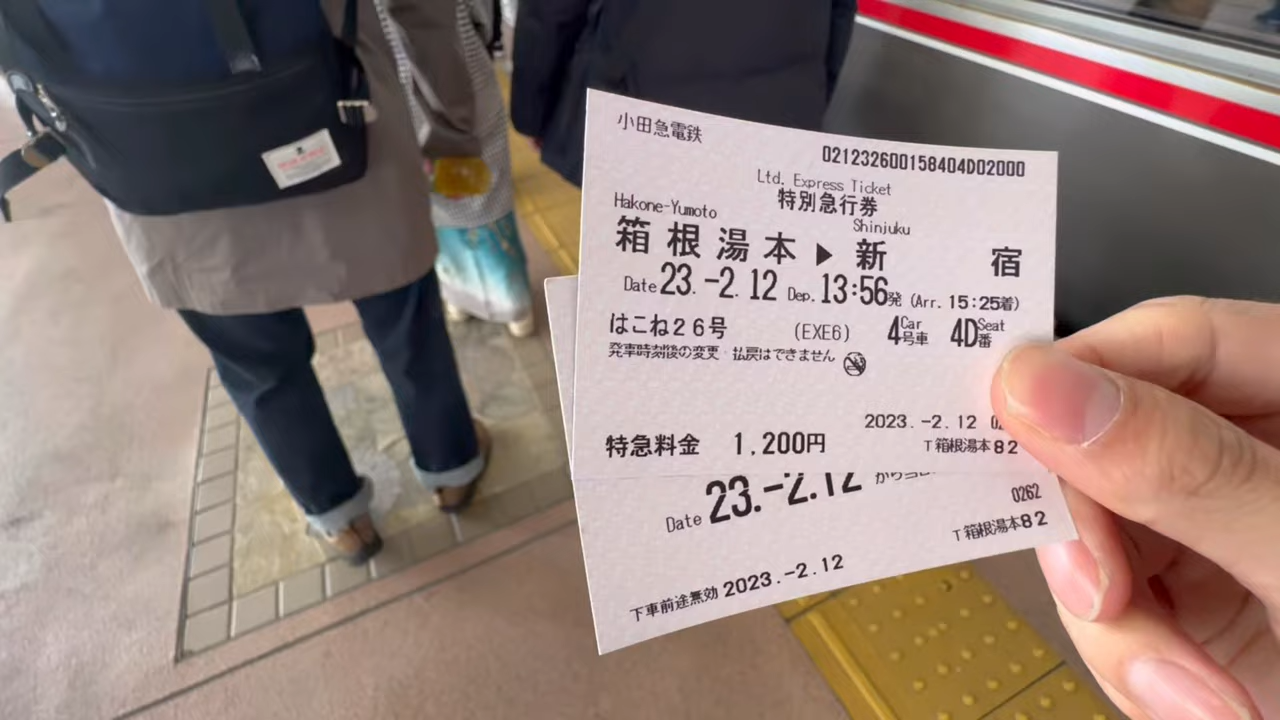 小田急電鉄
021232600158404D02000
Ltd. Express Ticket
特別急行券
Hakone-Yumoto Shinjuku
箱根湯本▶新宿
Date 23.-2.12 Dep. 13:56発 (Arr. 15:25着)
はこね26号 (EXE6) 4 Car 号車 4D Seat 番
発車時刻後の変更・払戻はできません
2023.-2.12
特急料金 1,200円 T箱根湯本82
Date 23.-2.12
0262
T箱根湯本82
下車前途無効 2023.-2.12